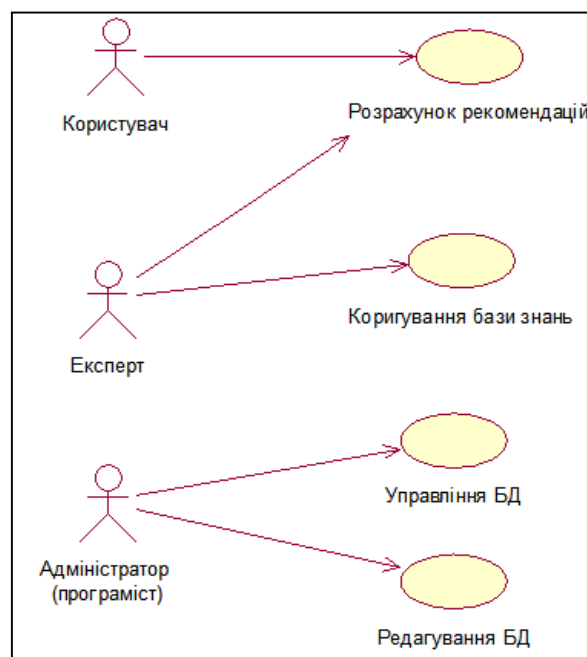 Користувач
Розрахунок рекомендацій
Експерт
Коригування бази знань
Управління БД
Адміністратор
(програміст)
Редагування БД